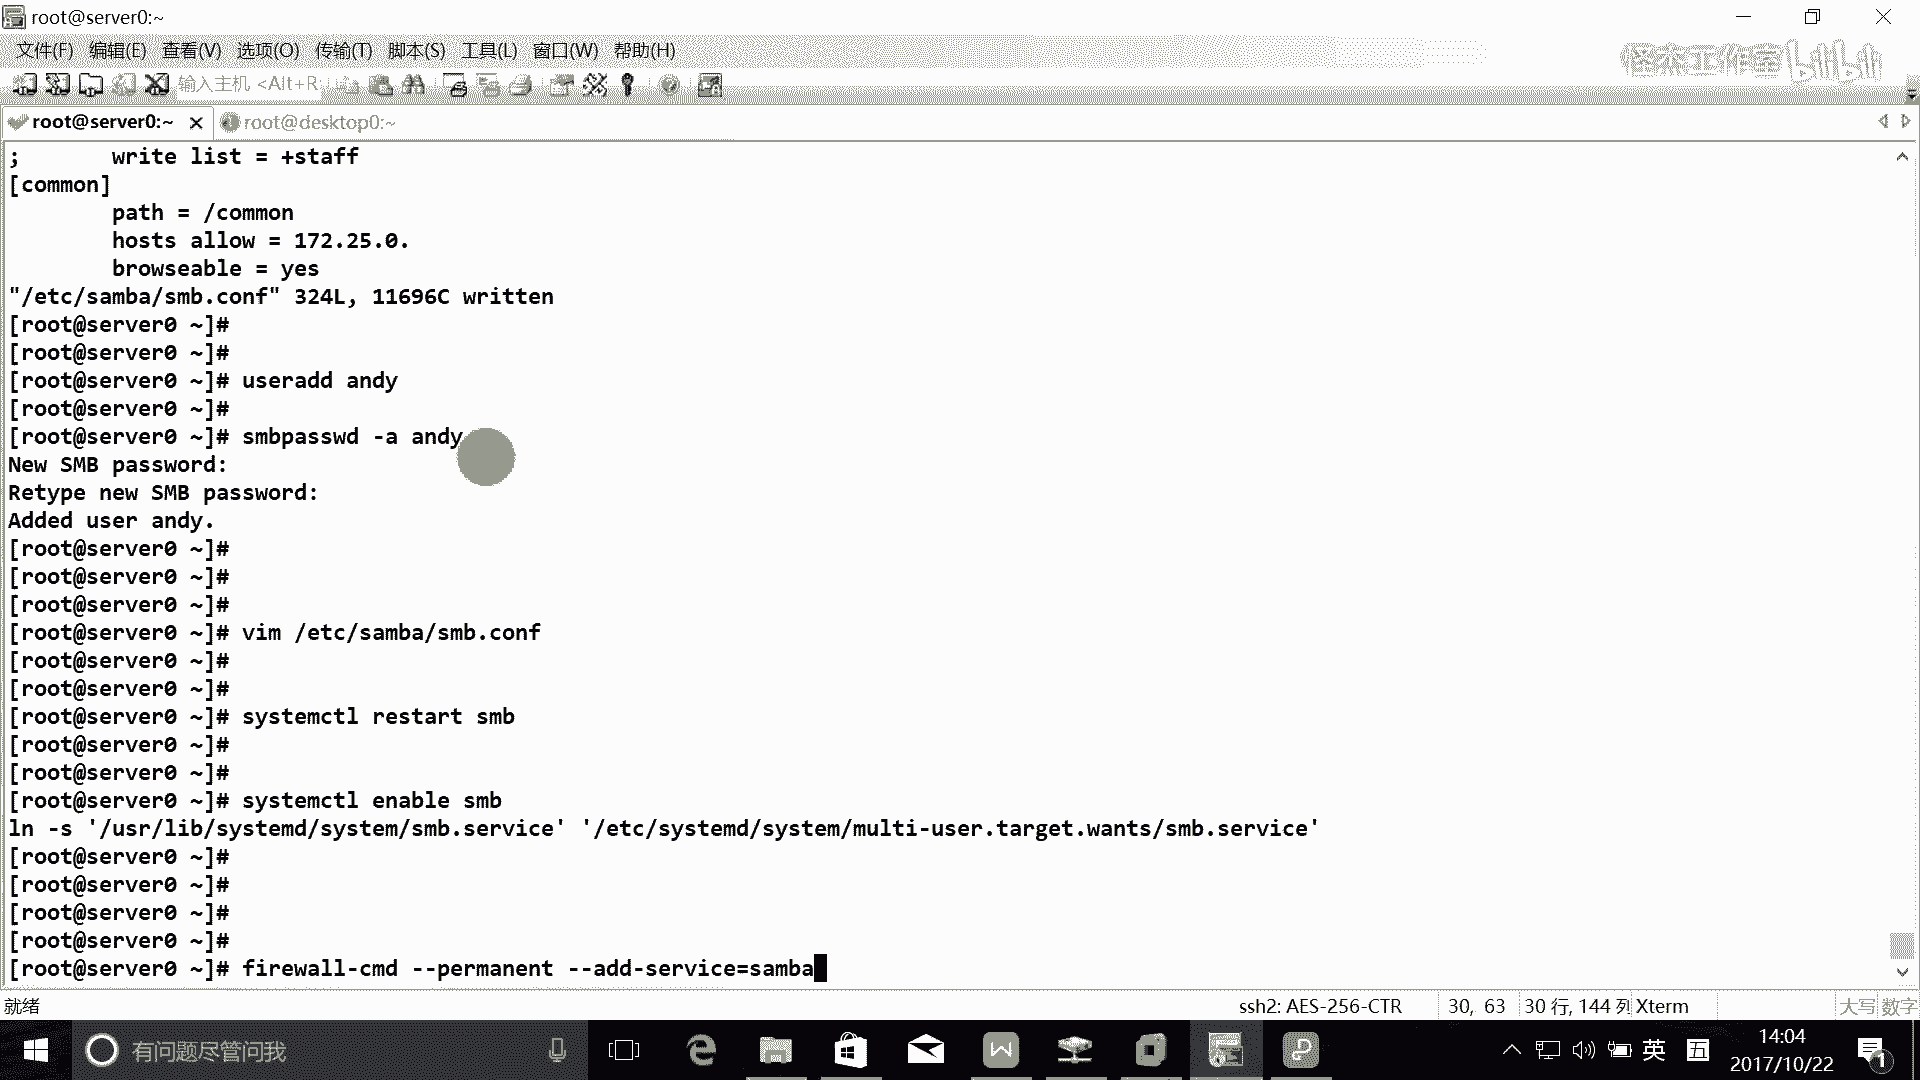 root@server0:~
文件(F) 编辑(E) 查看(V) 选项(O) 传输(T) 脚本(S) 工具(L) 窗口(W) 帮助(H)
怪杰工作室 bilibili
输入主机 <Alt+R
root@server0:~ root@desktop0:~
;       write list = +staff
[common]
        path = /common
        hosts allow = 172.25.0.
        browseable = yes
"/etc/samba/smb.conf" 324L, 11696C written
[root@server0 ~]#
[root@server0 ~]#
[root@server0 ~]# useradd andy
[root@server0 ~]#
[root@server0 ~]# smbpasswd -a andy
New SMB password:
Retype new SMB password:
Added user andy.
[root@server0 ~]#
[root@server0 ~]#
[root@server0 ~]#
[root@server0 ~]# vim /etc/samba/smb.conf
[root@server0 ~]#
[root@server0 ~]#
[root@server0 ~]# systemctl restart smb
[root@server0 ~]#
[root@server0 ~]#
[root@server0 ~]# systemctl enable smb
ln -s '/usr/lib/systemd/system/smb.service' '/etc/systemd/system/multi-user.target.wants/smb.service'
[root@server0 ~]#
[root@server0 ~]#
[root@server0 ~]#
[root@server0 ~]#
[root@server0 ~]# firewall-cmd --permanent --add-service=samba
就绪 ssh2: AES-256-CTR 30, 63 30 行, 144 列 Xterm 大写 数字
有问题尽管问我 英 五 14:04
2017/10/22 1